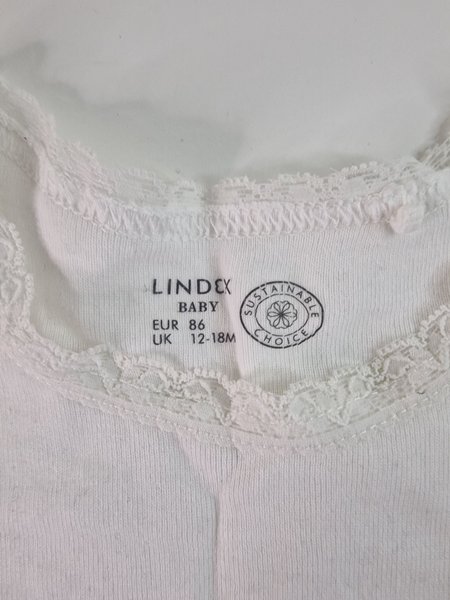 LINDEX
BABY
EUR 86
UK 12-18M
SUSTAINABLE
CHOICE